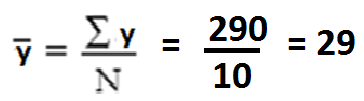 ȳ = Σy / N = 290 / 10 = 29